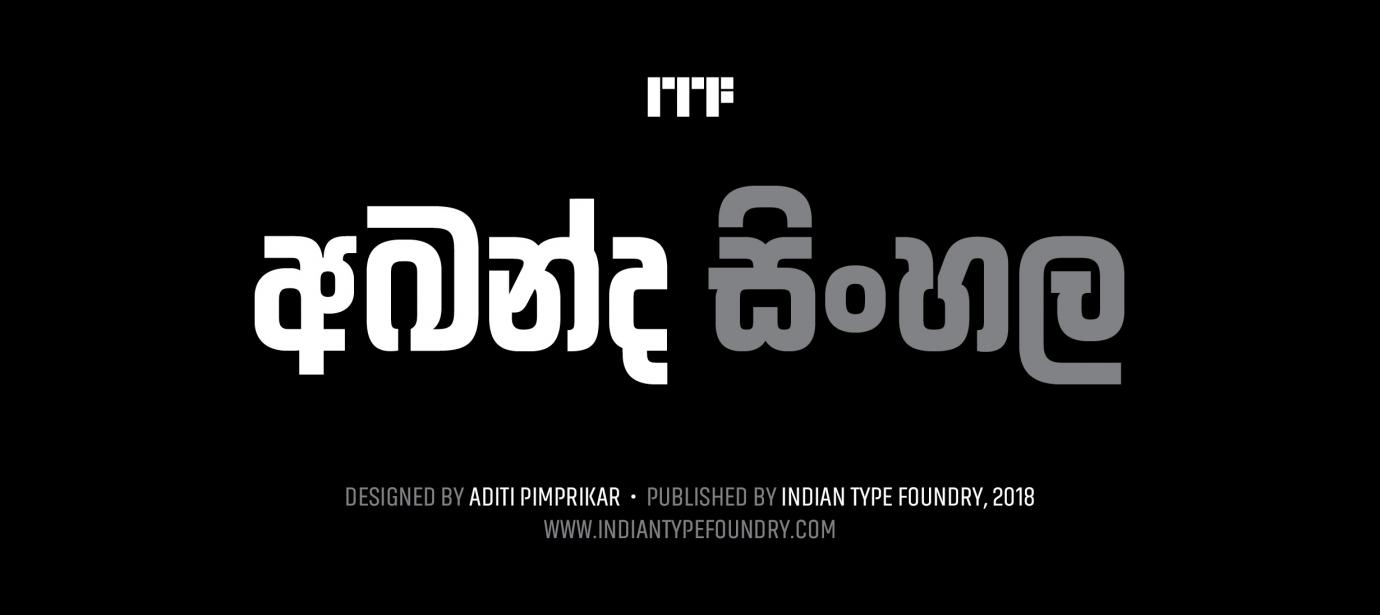 ITF
අඛන්ද සිංහල
DESIGNED BY ADITI PIMPRIKAR • PUBLISHED BY INDIAN TYPE FOUNDRY, 2018
WWW.INDIANTYPEFOUNDRY.COM